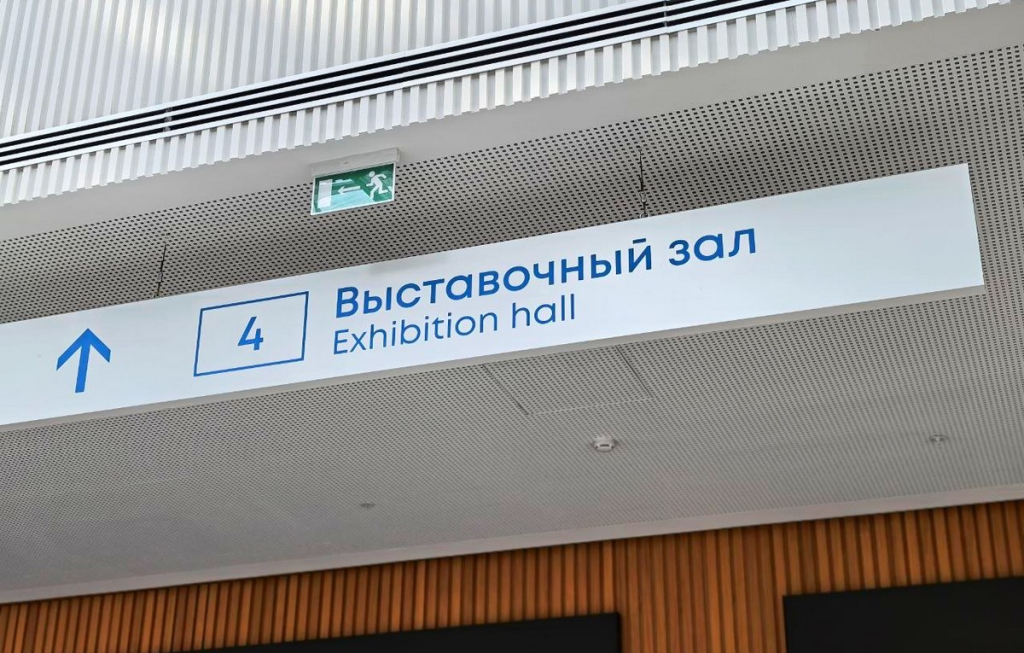 4
Выставочный зал
Exhibition hall